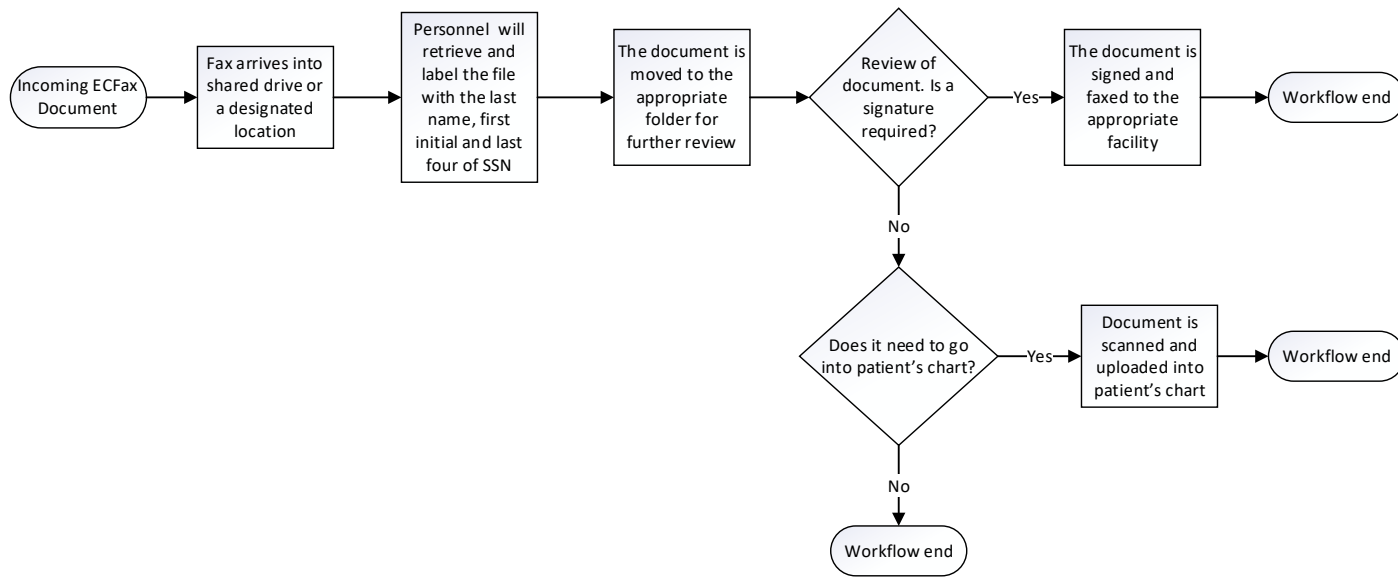 Incoming ECFax
Document
Fax arrives into
shared drive or
a designated
location
Personnel will
retrieve and
label the file
with the last
name, first
initial and last
four of SSN
The document is
moved to the
appropriate
folder for
further review
Review of
document. Is a
signature
required?
Yes
The document is
signed and
faxed to the
appropriate
facility
Workflow end
No
Does it need to go
into patient’s chart?
Yes
Document is
scanned and
uploaded into
patient’s chart
Workflow end
No
Workflow end